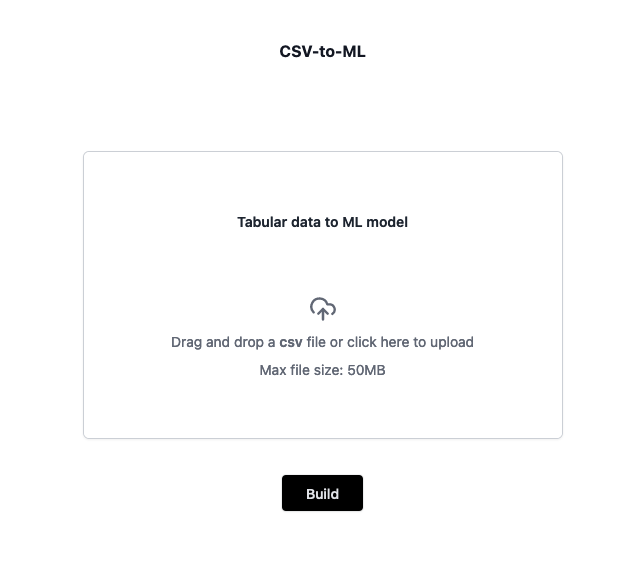 CSV-to-ML
Tabular data to ML model
Drag and drop a csv file or click here to upload
Max file size: 50MB
Build